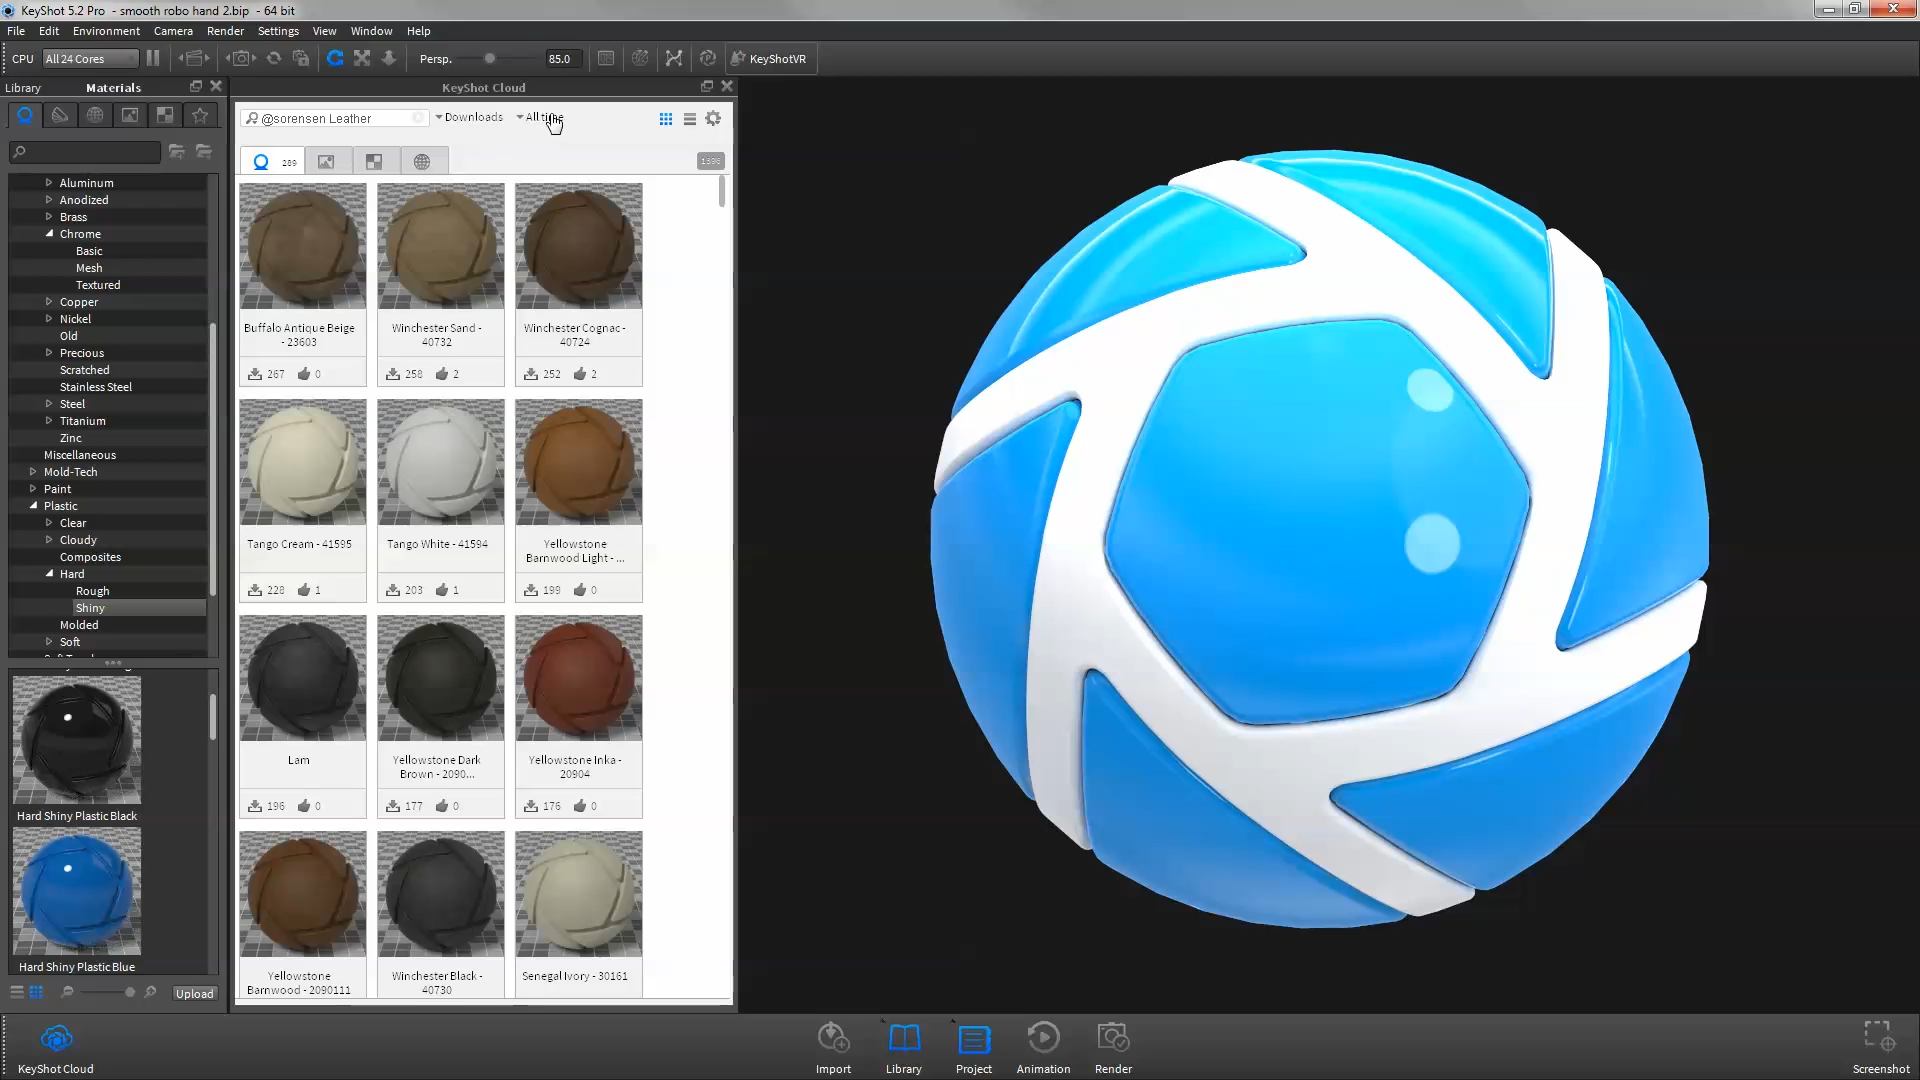 KeyShot 5.2 Pro - smooth robo hand 2.bip - 64 bit
File Edit Environment Camera Render Settings View Window Help
CPU All 24 Cores Persp. 85.0 KeyShotVR
Library Materials
Aluminum
Anodized
Brass
Chrome
Basic
Mesh
Textured
Copper
Nickel
Old
Precious
Scratched
Stainless Steel
Steel
Titanium
Zinc
Miscellaneous
Mold-Tech
Paint
Plastic
Clear
Cloudy
Composites
Hard
Rough
Shiny
Molded
Soft
Hard Shiny Plastic Black
Hard Shiny Plastic Blue
Upload
KeyShot Cloud
@sorensen Leather Downloads All time
289
Buffalo Antique Beige
- 23603
267 0
Winchester Sand -
40732
258 2
Winchester Cognac -
40724
252 2
Tango Cream - 41595
228 1
Tango White - 41594
203 1
Yellowstone
Barnwood Light - ...
199 0
Lam
196 0
Yellowstone Dark
Brown - 2090...
177 0
Yellowstone Inka -
20904
176 0
Yellowstone
Barnwood - 2090111
Winchester Black -
40730
Senegal Ivory - 30161
KeyShot Cloud Import Library Project Animation Render Screenshot